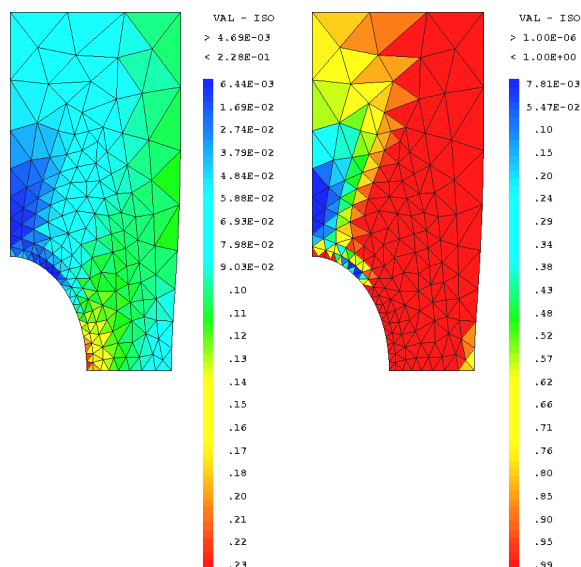 VAL - ISO
> 4.69E-03
< 2.28E-01
6.44E-03
1.69E-02
2.74E-02
3.79E-02
4.84E-02
5.88E-02
6.93E-02
7.98E-02
9.03E-02
.10
.11
.12
.13
.14
.15
.16
.17
.18
.20
.21
.22
.23
VAL - ISO
> 1.00E-06
< 1.00E+00
7.81E-03
5.47E-02
.10
.15
.20
.24
.29
.34
.38
.43
.48
.52
.57
.62
.66
.71
.76
.80
.85
.90
.95
.99